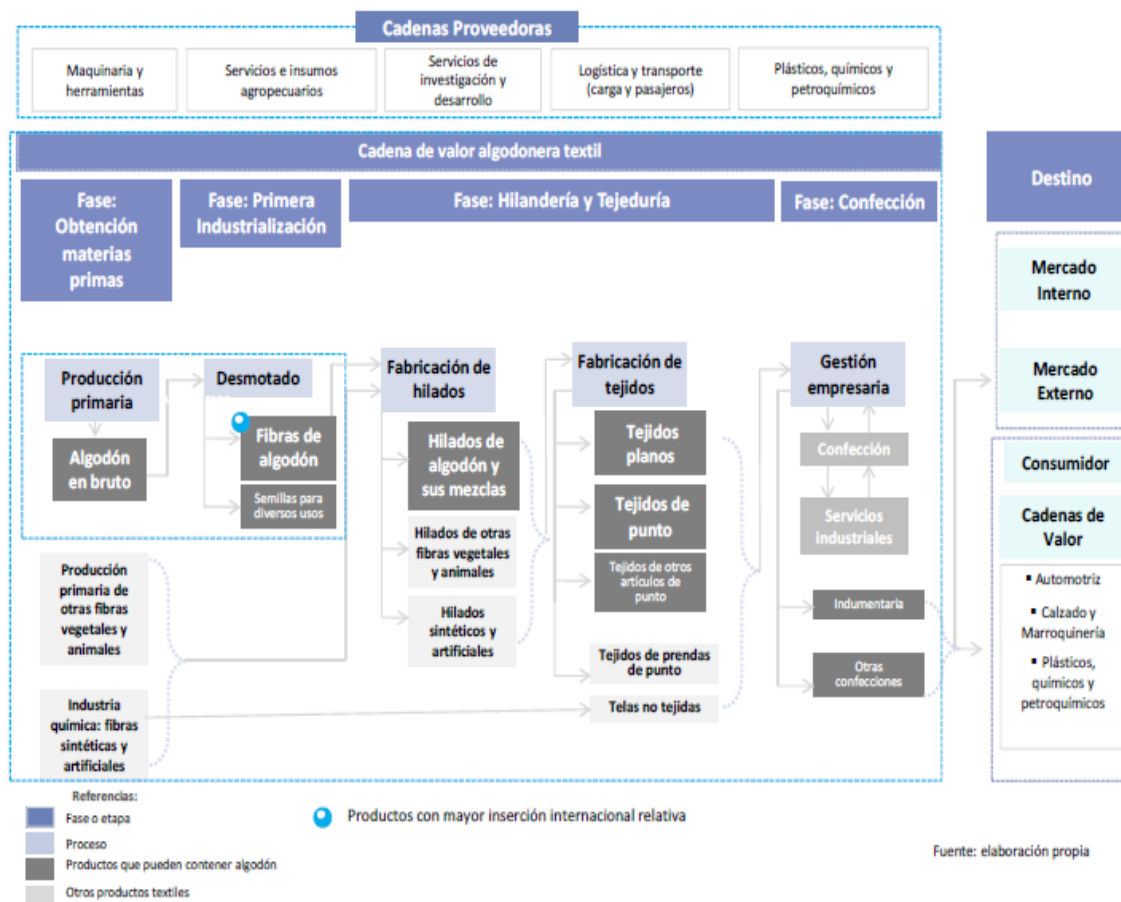 Cadenas Proveedoras
Maquinaria y
herramientas
Servicios e insumos
agropecuarios
Servicios de
investigación y
desarrollo
Logística y transporte
(carga y pasajeros)
Plásticos, químicos y
petroquímicos
Cadena de valor algodonera textil
Fase:
Obtención
materias
primas
Fase: Primera
Industrialización
Fase: Hilandería y Tejeduría
Fase: Confección
Destino
Mercado
Interno
Mercado
Externo
Consumidor
Cadenas de
Valor
▪ Automotriz
▪ Calzado y
Marroquinería
▪ Plásticos,
químicos y
petroquímicos
Producción
primaria
Algodón
en bruto
Desmotado
Fibras de
algodón
Semillas para
diversos usos
Producción
primaria de
otras fibras
vegetales y
animales
Industria
química: fibras
sintéticas y
artificiales
Fabricación de
hilados
Hilados de
algodón y
sus mezclas
Hilados de otras
fibras vegetales
y animales
Hilados
sintéticos y
artificiales
Fabricación de
tejidos
Tejidos
planos
Tejidos de
punto
Tejidos de otros
artículos de
punto
Tejidos de prendas
de punto
Telas no tejidas
Gestión
empresaria
Confección
Servicios
industriales
Indumentaria
Otras
confecciones
Referencias:
Fase o etapa
Proceso
Productos que pueden contener algodón
Otros productos textiles
Productos con mayor inserción internacional relativa
Fuente: elaboración propia